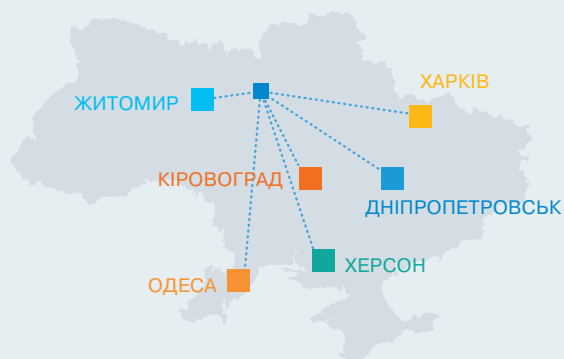 ХАРКІВ
ЖИТОМИР
КІРОВОГРАД
ДНІПРОПЕТРОВСЬК
ХЕРСОН
ОДЕСА